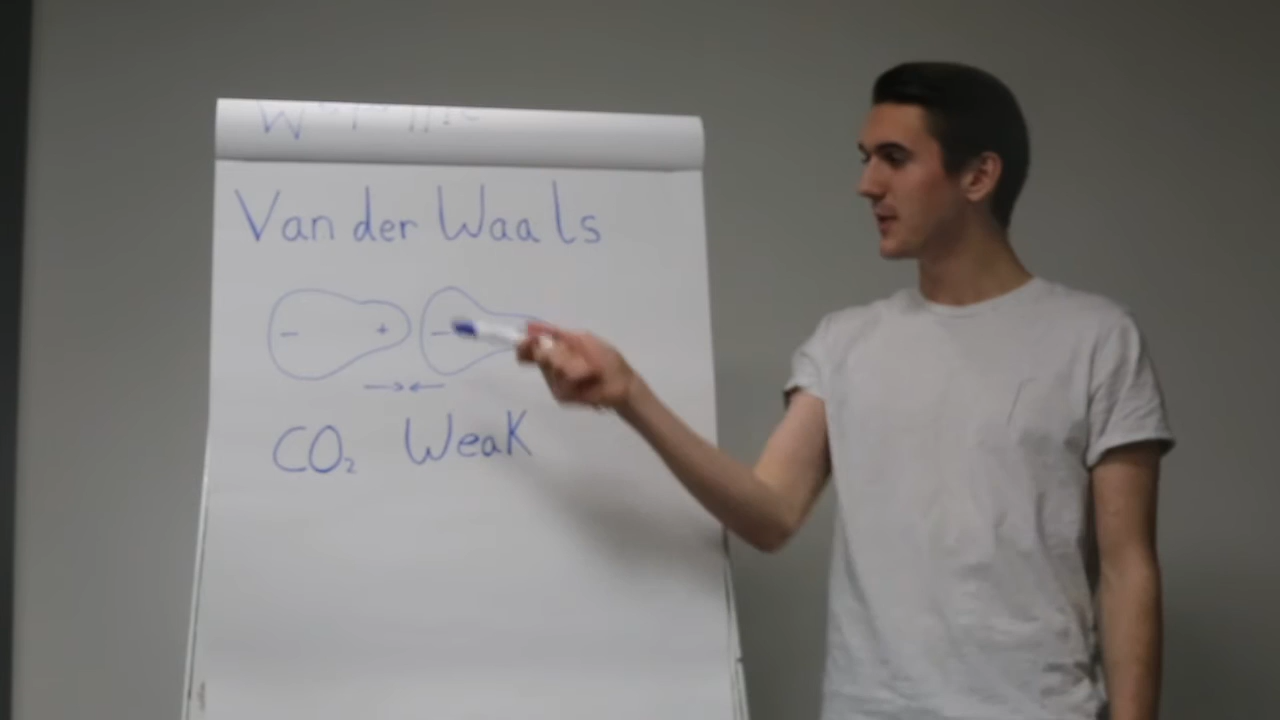 Van der Waals
- + -
→←
CO₂ Weak